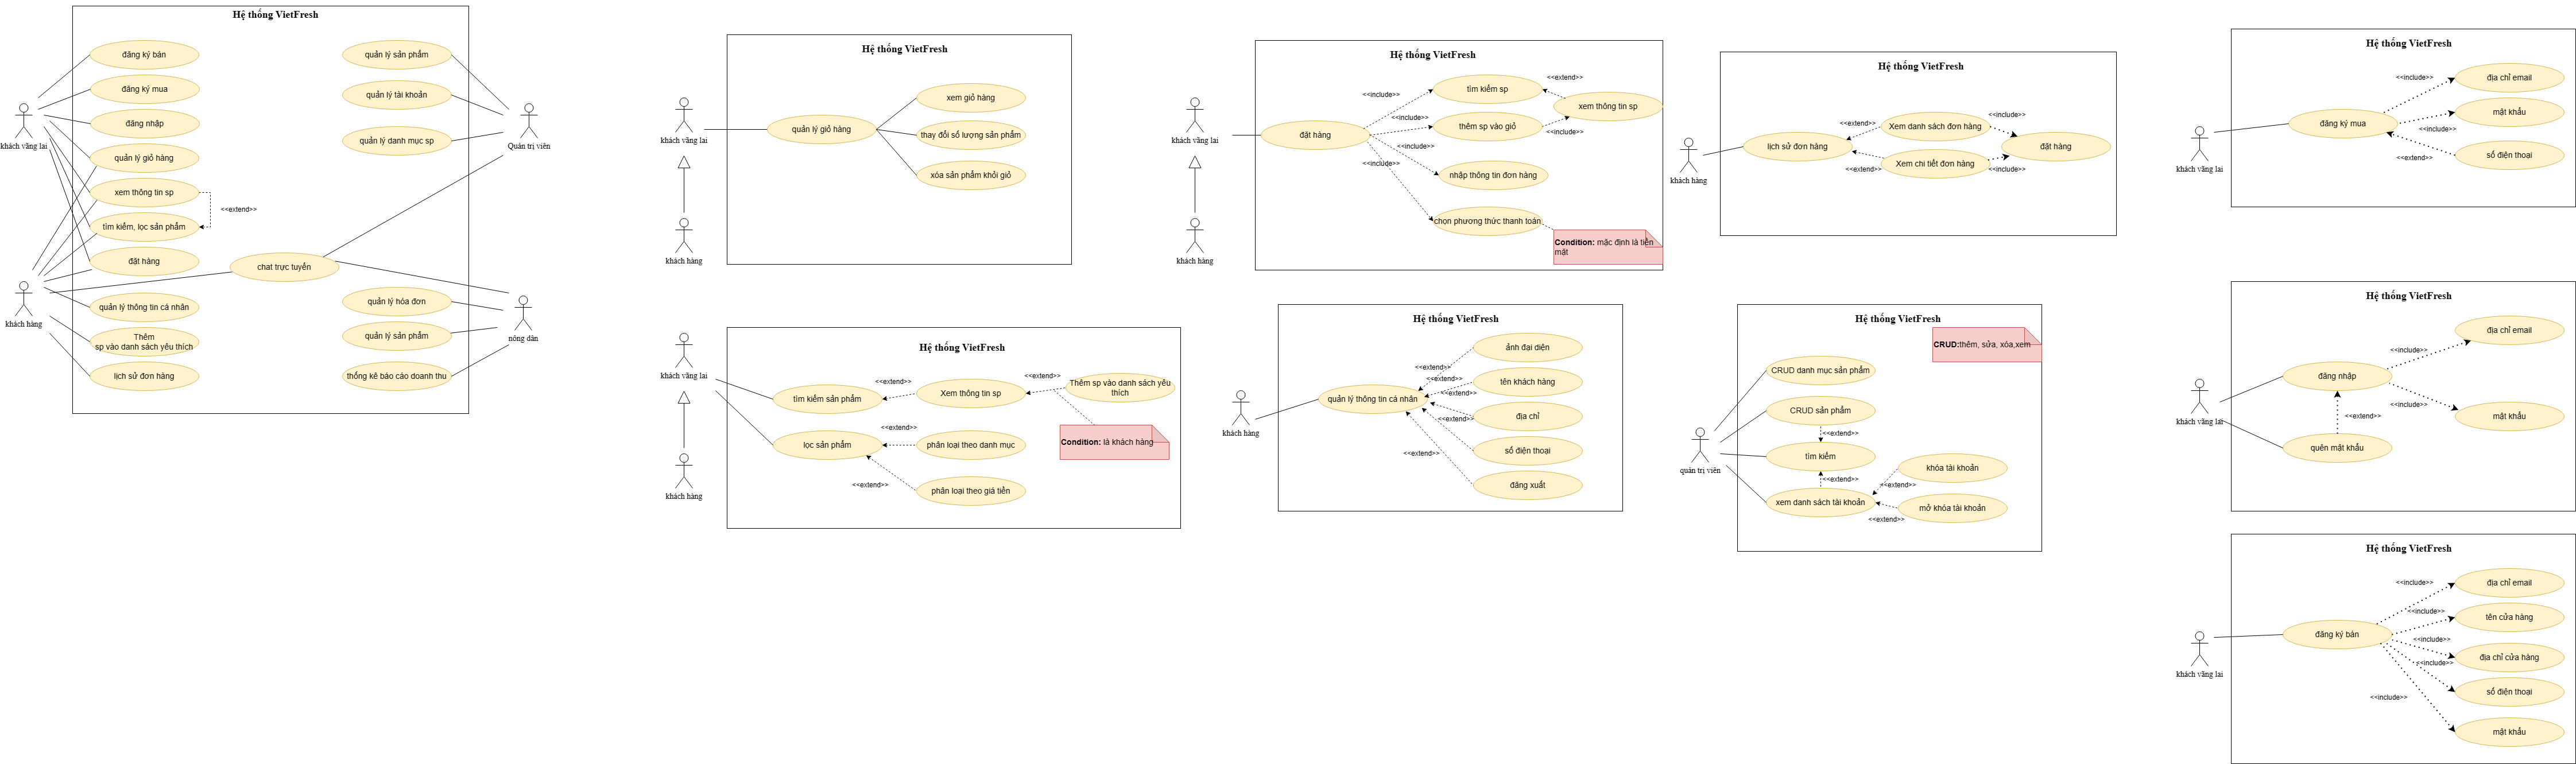 Hệ thống VietFresh
đăng ký bán
đăng ký mua
đăng nhập
quản lý giỏ hàng
xem thông tin sp
<<extend>>
tìm kiếm, lọc sản phẩm
đặt hàng
chat trực tuyến
quản lý thông tin cá nhân
Thêm
sp vào danh sách yêu thích
lịch sử đơn hàng
quản lý sản phẩm
quản lý tài khoản
quản lý danh mục sp
quản lý hóa đơn
quản lý sản phẩm
thống kê báo cáo doanh thu
khách vãng lai
khách hàng
Quản trị viên
nông dân
Hệ thống VietFresh
khách vãng lai
khách hàng
quản lý giỏ hàng
xem giỏ hàng
thay đổi số lượng sản phẩm
xóa sản phẩm khỏi giỏ
Hệ thống VietFresh
khách vãng lai
khách hàng
đặt hàng
<<include>>
<<include>>
<<include>>
<<include>>
tìm kiếm sp
thêm sp vào giỏ
nhập thông tin đơn hàng
chọn phương thức thanh toán
<<extend>>
xem thông tin sp
<<include>>
Condition: mặc định là tiền
mặt
Hệ thống VietFresh
khách hàng
lịch sử đơn hàng
<<extend>>
<<extend>>
Xem danh sách đơn hàng
Xem chi tiết đơn hàng
<<include>>
<<include>>
đặt hàng
Hệ thống VietFresh
khách vãng lai
đăng ký mua
<<include>>
<<include>>
<<extend>>
địa chỉ email
mật khẩu
số điện thoại
Hệ thống VietFresh
khách vãng lai
khách hàng
tìm kiếm sản phẩm
lọc sản phẩm
<<extend>>
<<extend>>
<<extend>>
Xem thông tin sp
phân loại theo danh mục
phân loại theo giá tiền
<<extend>>
Thêm sp vào danh sách yêu
thích
Condition: là khách hàng
Hệ thống VietFresh
khách hàng
quản lý thông tin cá nhân
<<extend>>
<<extend>>
<<extend>>
<<extend>>
<<extend>>
ảnh đại diện
tên khách hàng
địa chỉ
số điện thoại
đăng xuất
Hệ thống VietFresh
CRUD:thêm, sửa, xóa,xem
quản trị viên
CRUD danh mục sản phẩm
CRUD sản phẩm
<<extend>>
tìm kiếm
<<extend>>
xem danh sách tài khoản
<<extend>>
<<extend>>
khóa tài khoản
mở khóa tài khoản
Hệ thống VietFresh
khách vãng lai
đăng nhập
<<include>>
<<include>>
<<extend>>
quên mật khẩu
địa chỉ email
mật khẩu
Hệ thống VietFresh
khách vãng lai
đăng ký bán
<<include>>
<<include>>
<<include>>
<<include>>
<<include>>
địa chỉ email
tên cửa hàng
địa chỉ cửa hàng
số điện thoại
mật khẩu